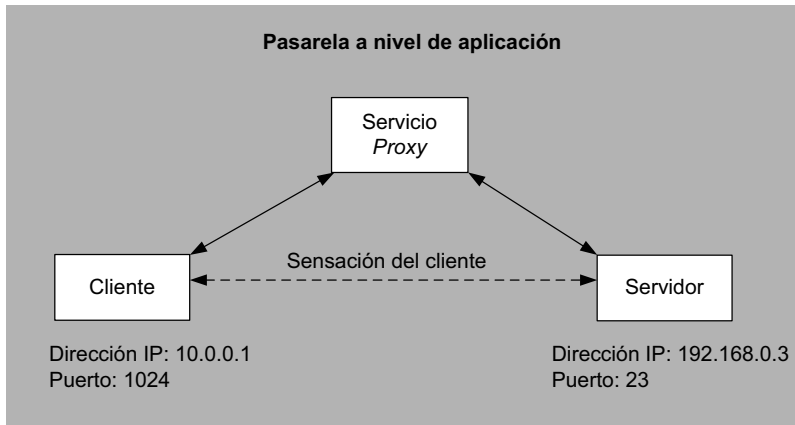 Pasarela a nivel de aplicación
Servicio
Proxy
Sensación del cliente
Cliente
Servidor
Dirección IP: 10.0.0.1
Puerto: 1024
Dirección IP: 192.168.0.3
Puerto: 23